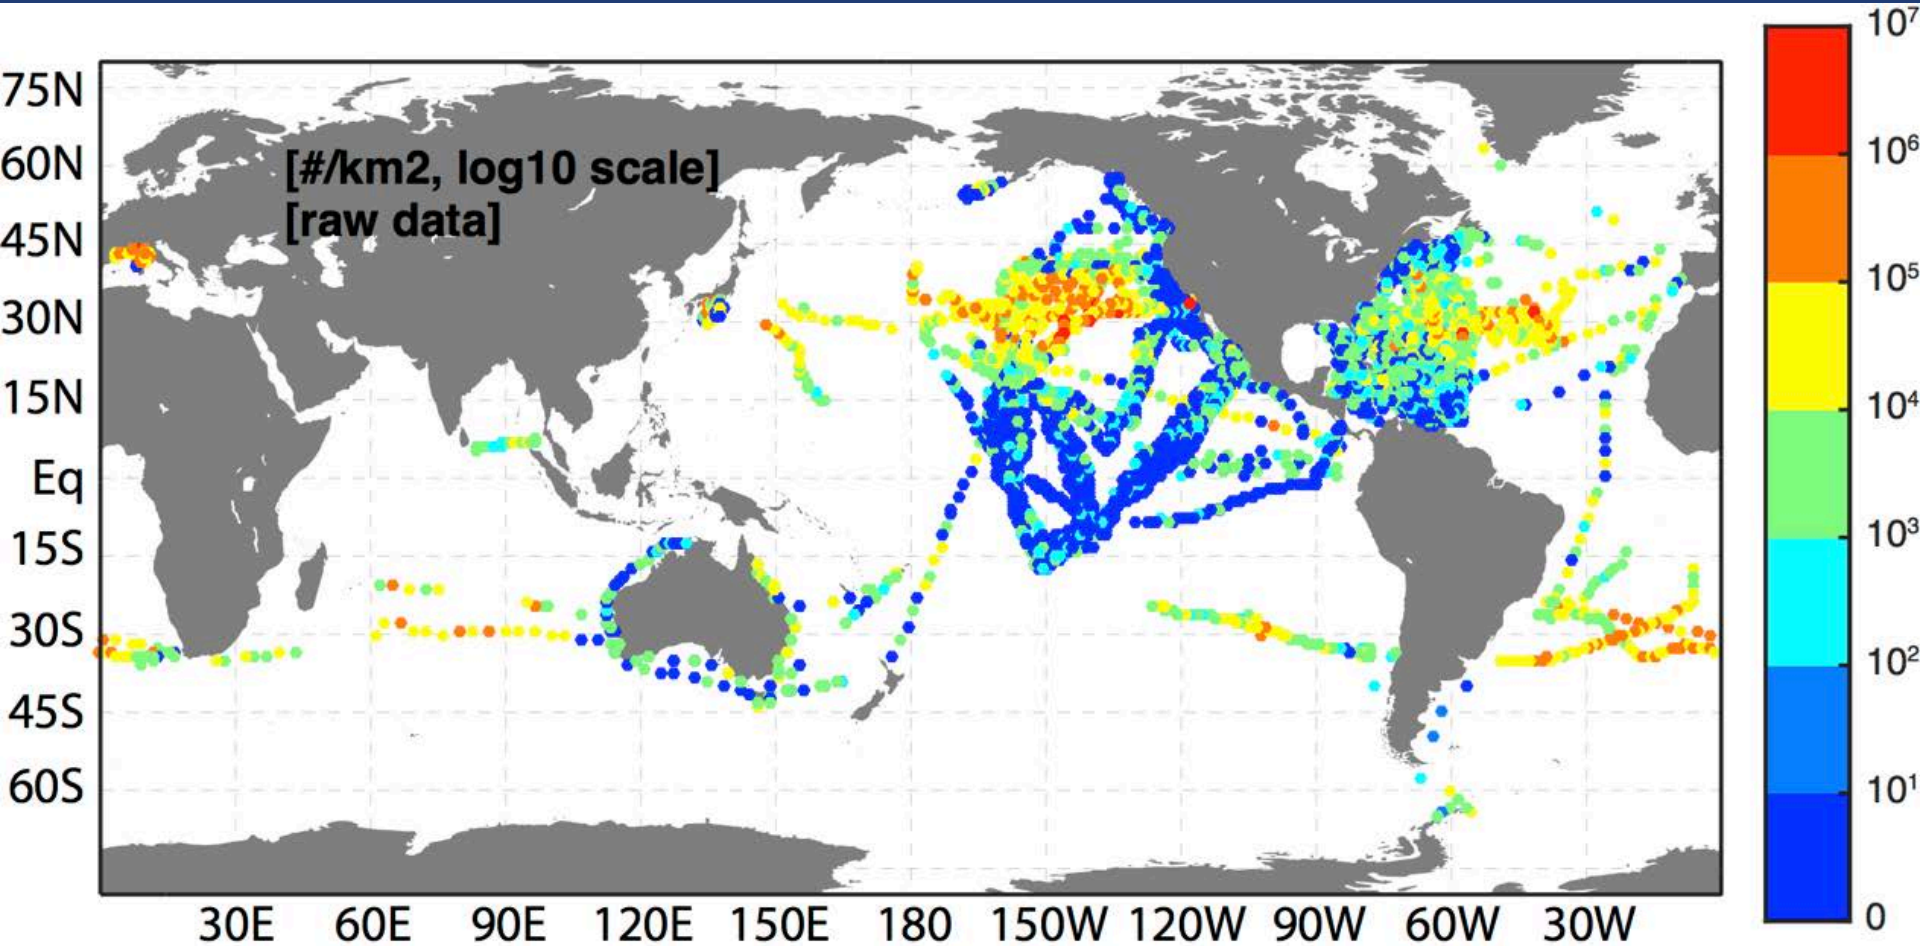 [#/km2, log10 scale]
[raw data]
75N
60N
45N
30N
15N
Eq
15S
30S
45S
60S
30E 60E 90E 120E 150E 180 150W 120W 90W 60W 30W
10⁷
10⁶
10⁵
10⁴
10³
10²
10¹
0